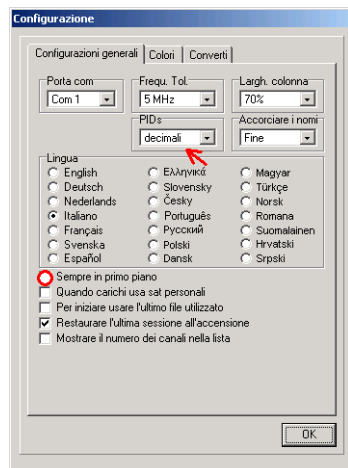 Configurazione
Configurazioni generali Colori Converti
Porta com Frequ. Tol. Largh. colonna
Com 1 5 MHz 70%
PIDs Accorciare i nomi
decimali Fine
Lingua
English Ελληνικά Magyar
Deutsch Slovensky Türkçe
Nederlands Česky Norsk
Italiano Português Romana
Français Русский Suomalainen
Svenska Polski Hrvatski
Español Dansk Srpski
Sempre in primo piano
Quando carichi usa sat personali
Per iniziare usare l'ultimo file utilizzato
Restaurare l'ultima sessione all'accensione
Mostrare il numero dei canali nella lista
OK